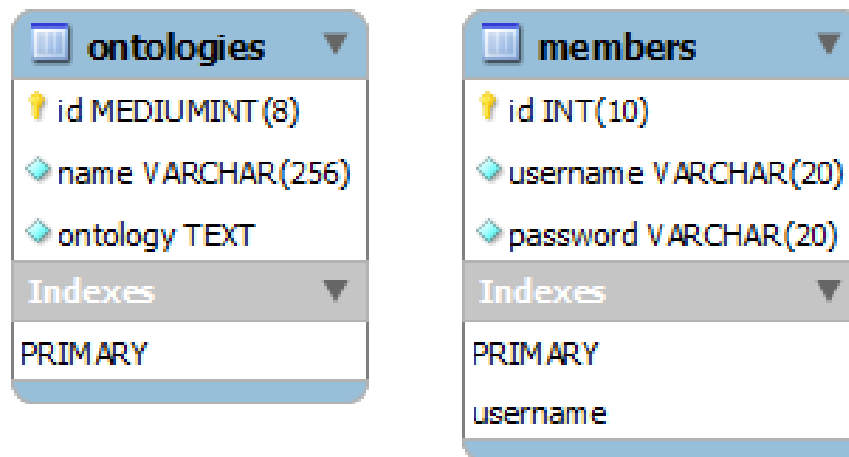 ontologies
id MEDIUMINT(8)
name VARCHAR(256)
ontology TEXT
Indexes
PRIMARY
members
id INT(10)
username VARCHAR(20)
password VARCHAR(20)
Indexes
PRIMARY
username